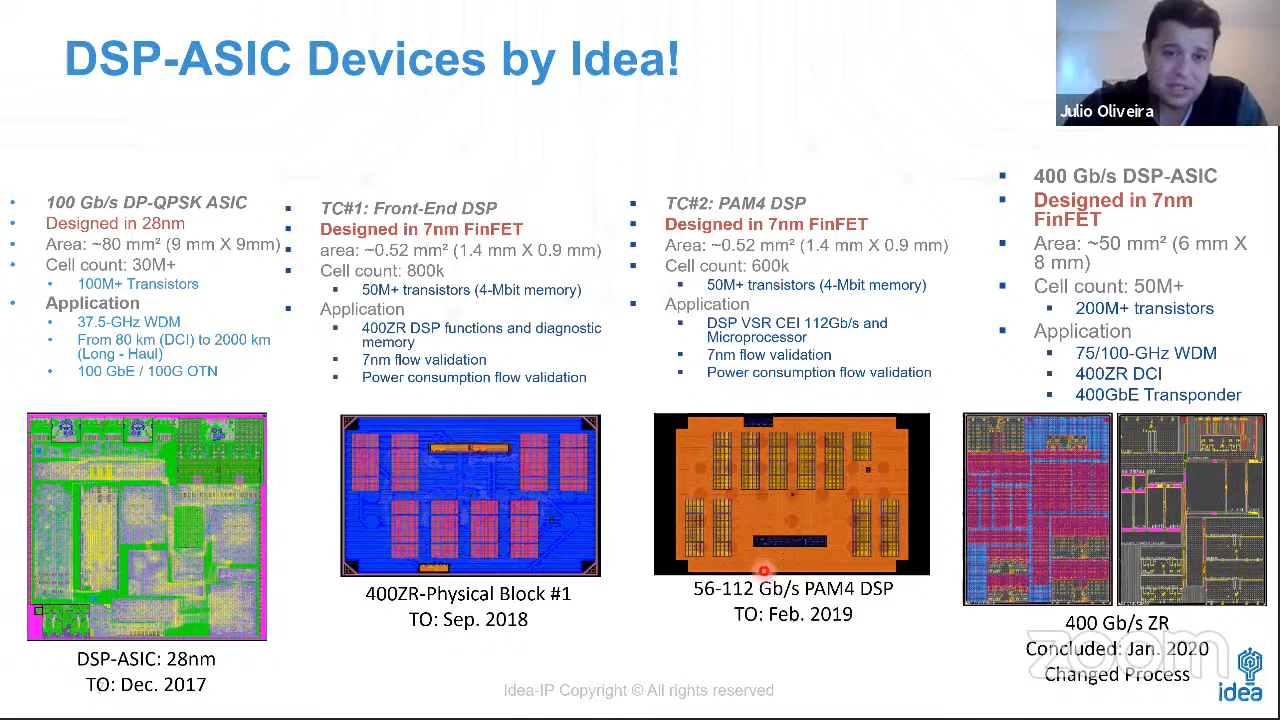 DSP-ASIC Devices by Idea!
Julio Oliveira
100 Gb/s DP-QPSK ASIC
Designed in 28nm
Area: ~80 mm² (9 mm X 9mm)
Cell count: 30M+
100M+ Transistors
Application
37.5-GHz WDM
From 80 km (DCI) to 2000 km
(Long - Haul)
100 GbE / 100G OTN
DSP-ASIC: 28nm
TO: Dec. 2017
TC#1: Front-End DSP
Designed in 7nm FinFET
area: ~0.52 mm² (1.4 mm X 0.9 mm)
Cell count: 800k
50M+ transistors (4-Mbit memory)
Application
400ZR DSP functions and diagnostic
memory
7nm flow validation
Power consumption flow validation
400ZR-Physical Block #1
TO: Sep. 2018
TC#2: PAM4 DSP
Designed in 7nm FinFET
Area: ~0.52 mm² (1.4 mm X 0.9 mm)
Cell count: 600k
50M+ transistors (4-Mbit memory)
Application
DSP VSR CEI 112Gb/s and
Microprocessor
7nm flow validation
Power consumption flow validation
56-112 Gb/s PAM4 DSP
TO: Feb. 2019
400 Gb/s DSP-ASIC
Designed in 7nm
FinFET
Area: ~50 mm² (6 mm X
8 mm)
Cell count: 50M+
200M+ transistors
Application
75/100-GHz WDM
400ZR DCI
400GbE Transponder
400 Gb/s ZR
Concluded: Jan. 2020
Changed Process
zoom
Idea-IP Copyright © All rights reserved
idea